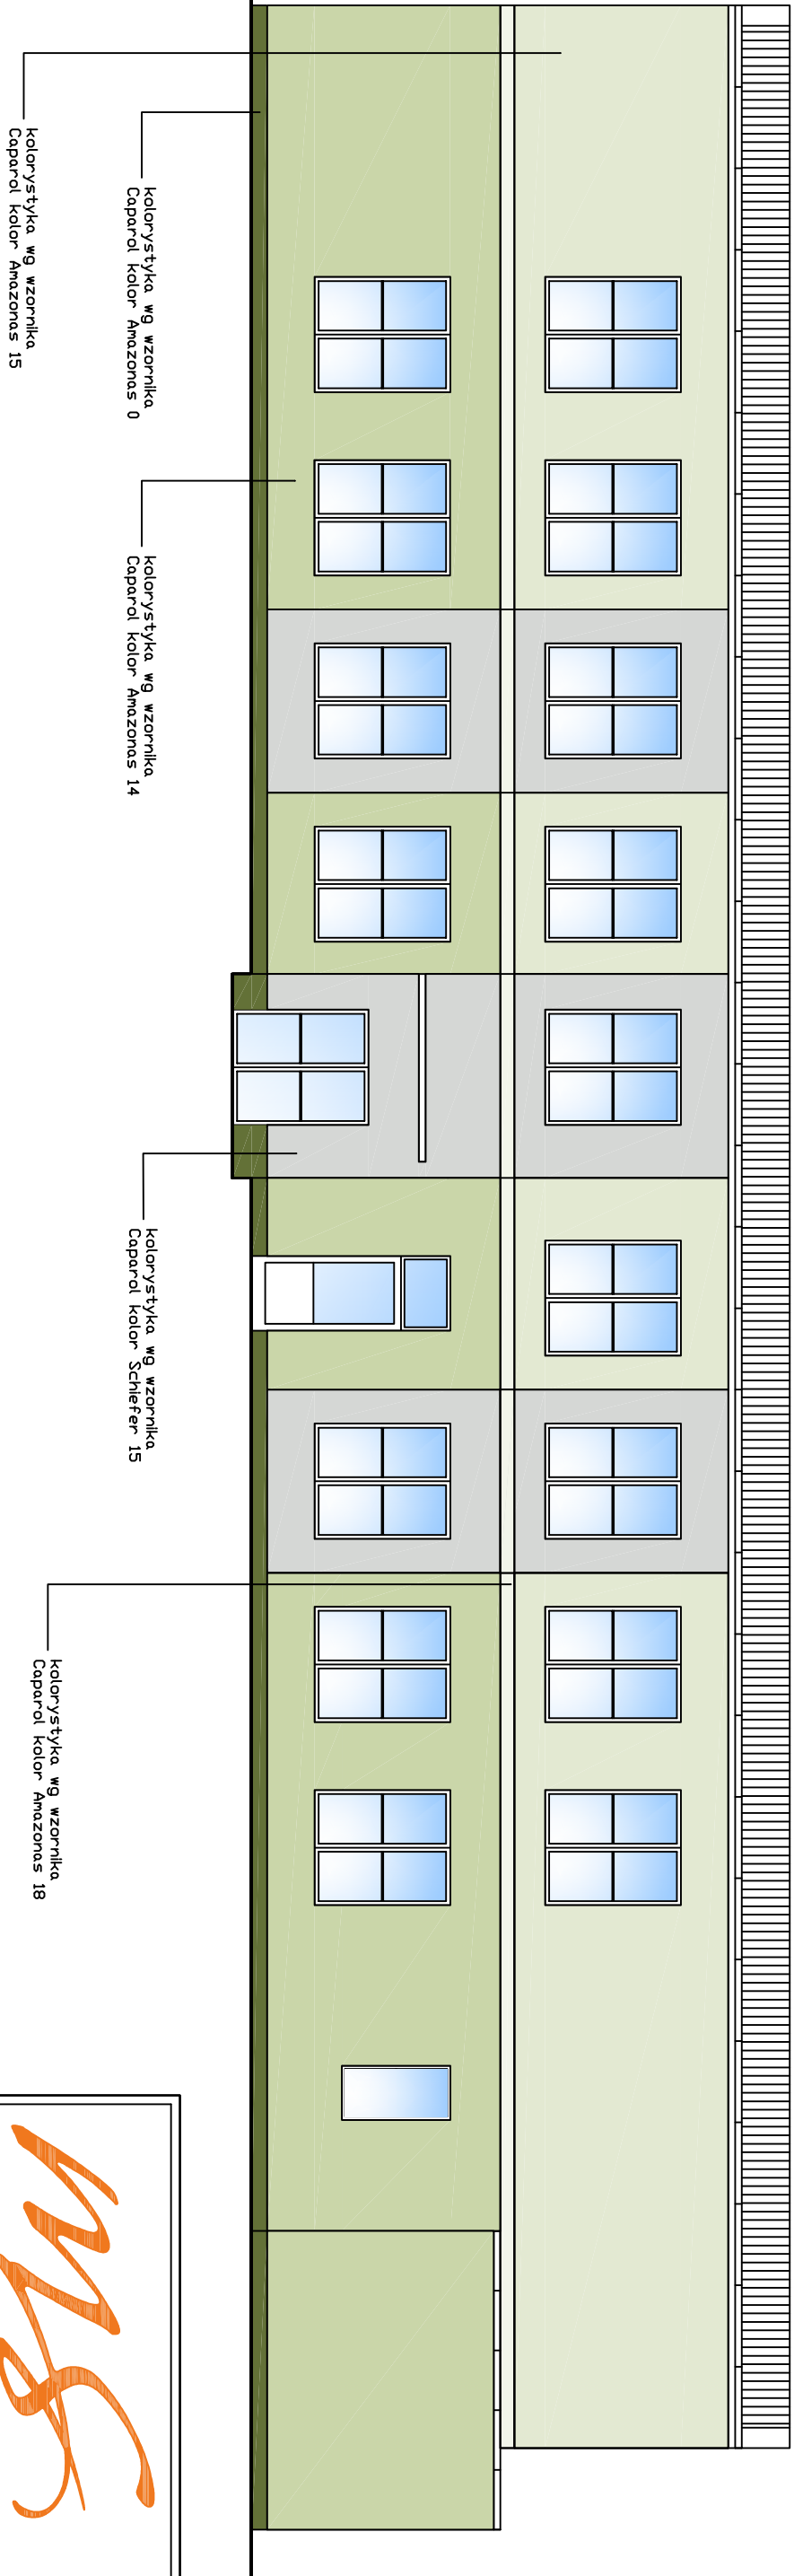 kolorystyka wg wzornika
Caparol kolor Amazonas 15
kolorystyka wg wzornika
Caparol kolor Amazonas 0
kolorystyka wg wzornika
Caparol kolor Amazonas 14
kolorystyka wg wzornika
Caparol kolor Schiefer 15
kolorystyka wg wzornika
Caparol kolor Amazonas 18